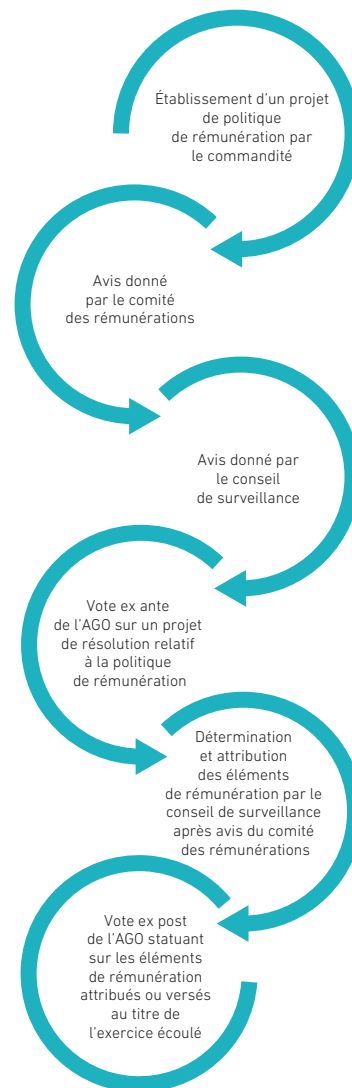 Établissement d'un projet
de politique
de rémunération par
le commandité
Avis donné
par le comité
des rémunérations
Avis donné par
le conseil
de surveillance
Vote ex ante
de l'AGO sur un projet
de résolution relatif
à la politique
de rémunération
Détermination
et attribution
des éléments
de rémunération par le
conseil de surveillance
après avis du comité
des rémunérations
Vote ex post
de l'AGO statuant
sur les éléments
de rémunération
attribués ou versés
au titre de
l'exercice écoulé